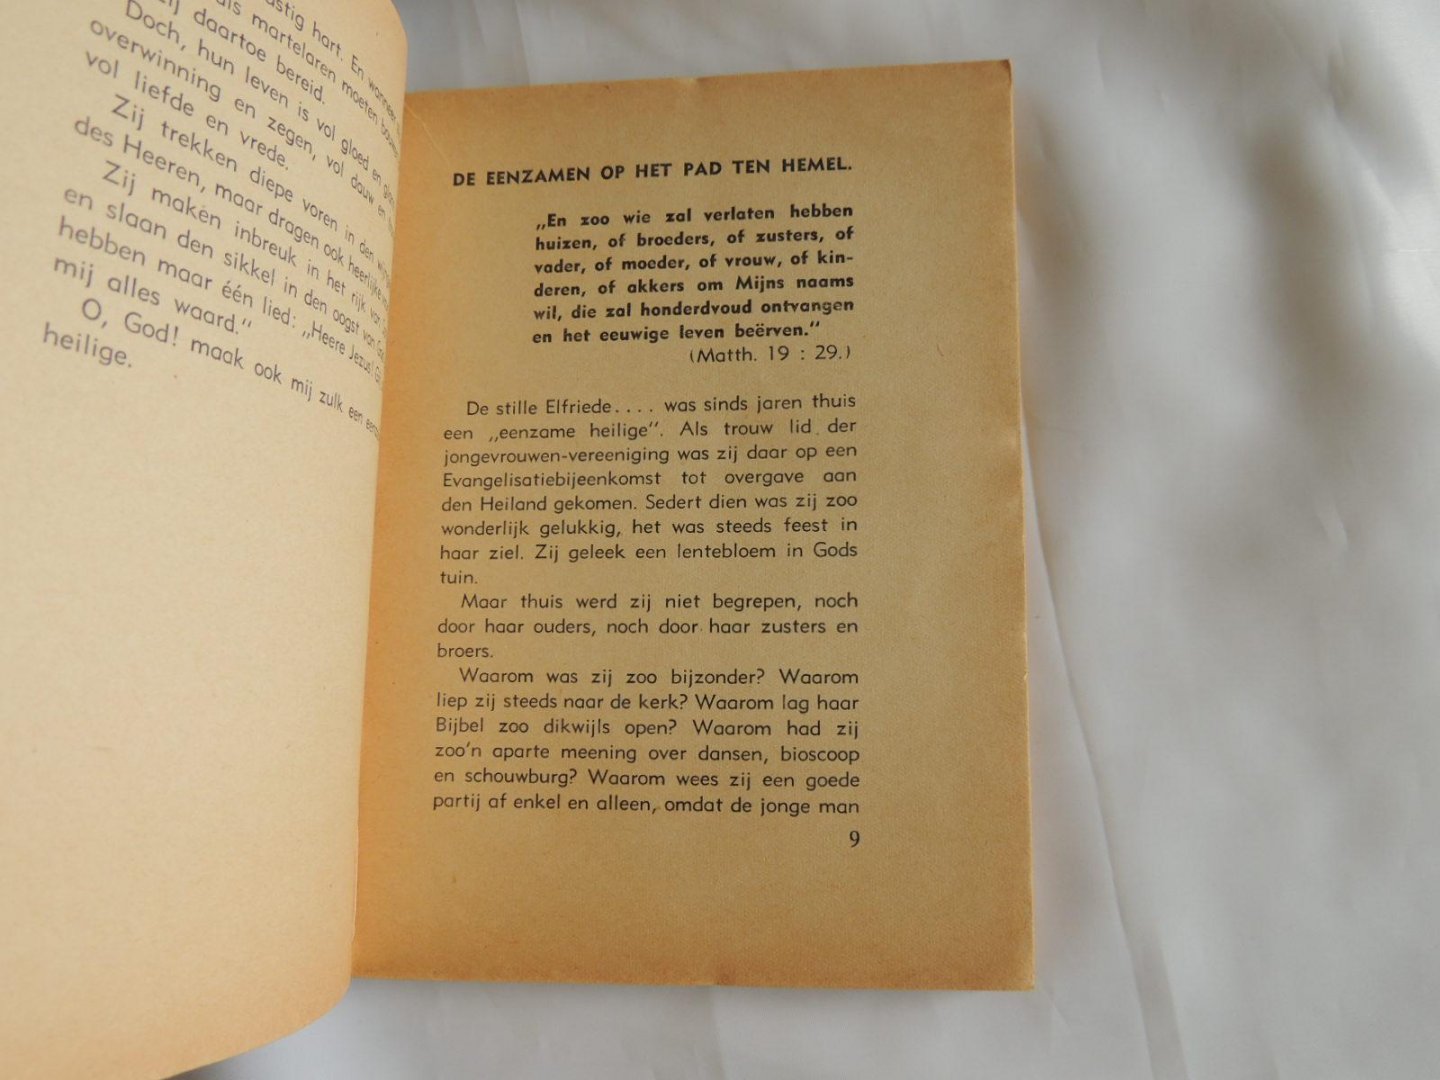 stig hart. En wanneer
als martelaren moeten
zij daartoe bereid.
Doch, hun leven is vol gloed en
overwinning en zegen, vol dauw en
vol liefde en vrede.
Zij trekken diepe voren in den
des Heeren, maar dragen ook heerlijke
Zij maken inbreuk in het rijk van
en slaan den sikkel in den oogst van
hebben maar één lied: „Heere Jezus!
mij alles waard."
O, God! maak ook mij zulk een
heilige.
DE EENZAMEN OP HET PAD TEN HEMEL.
„En zoo wie zal verlaten hebben
huizen, of broeders, of zusters, of
vader, of moeder, of vrouw, of kin-
deren, of akkers om Mijns naams
wil, die zal honderdvoud ontvangen
en het eeuwige leven beërven."
(Matth. 19 : 29.)
De stille Elfriede.... was sinds jaren thuis
een „eenzame heilige". Als trouw lid der
jongevrouwen-vereeniging was zij daar op een
Evangelisatiebijeenkomst tot overgave aan
den Heiland gekomen. Sedert dien was zij zoo
wonderlijk gelukkig, het was steeds feest in
haar ziel. Zij geleek een lentebloem in Gods
tuin.
Maar thuis werd zij niet begrepen, noch
door haar ouders, noch door haar zusters en
broers.
Waarom was zij zoo bijzonder? Waarom
liep zij steeds naar de kerk? Waarom lag haar
Bijbel zoo dikwijls open? Waarom had zij
zoo'n aparte meening over dansen, bioscoop
en schouwburg? Waarom wees zij een goede
partij af enkel en alleen, omdat de jonge man
9